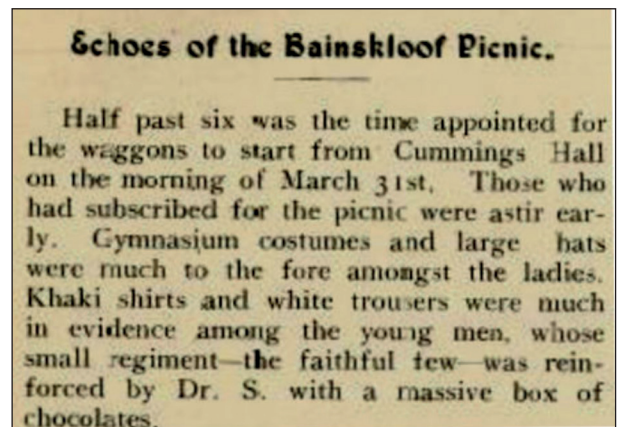 Echoes of the Bainskloof Picnic.
Half past six was the time appointed for
the waggons to start from Cummings Hall
on the morning of March 31st. Those who
had subscribed for the picnic were astir ear-
ly. Gymnasium costumes and large hats
were much to the fore amongst the ladies.
Khaki shirts and white trousers were much
in evidence among the young men, whose
small regiment—the faithful few—was rein-
forced by Dr. S. with a massive box of
chocolates.